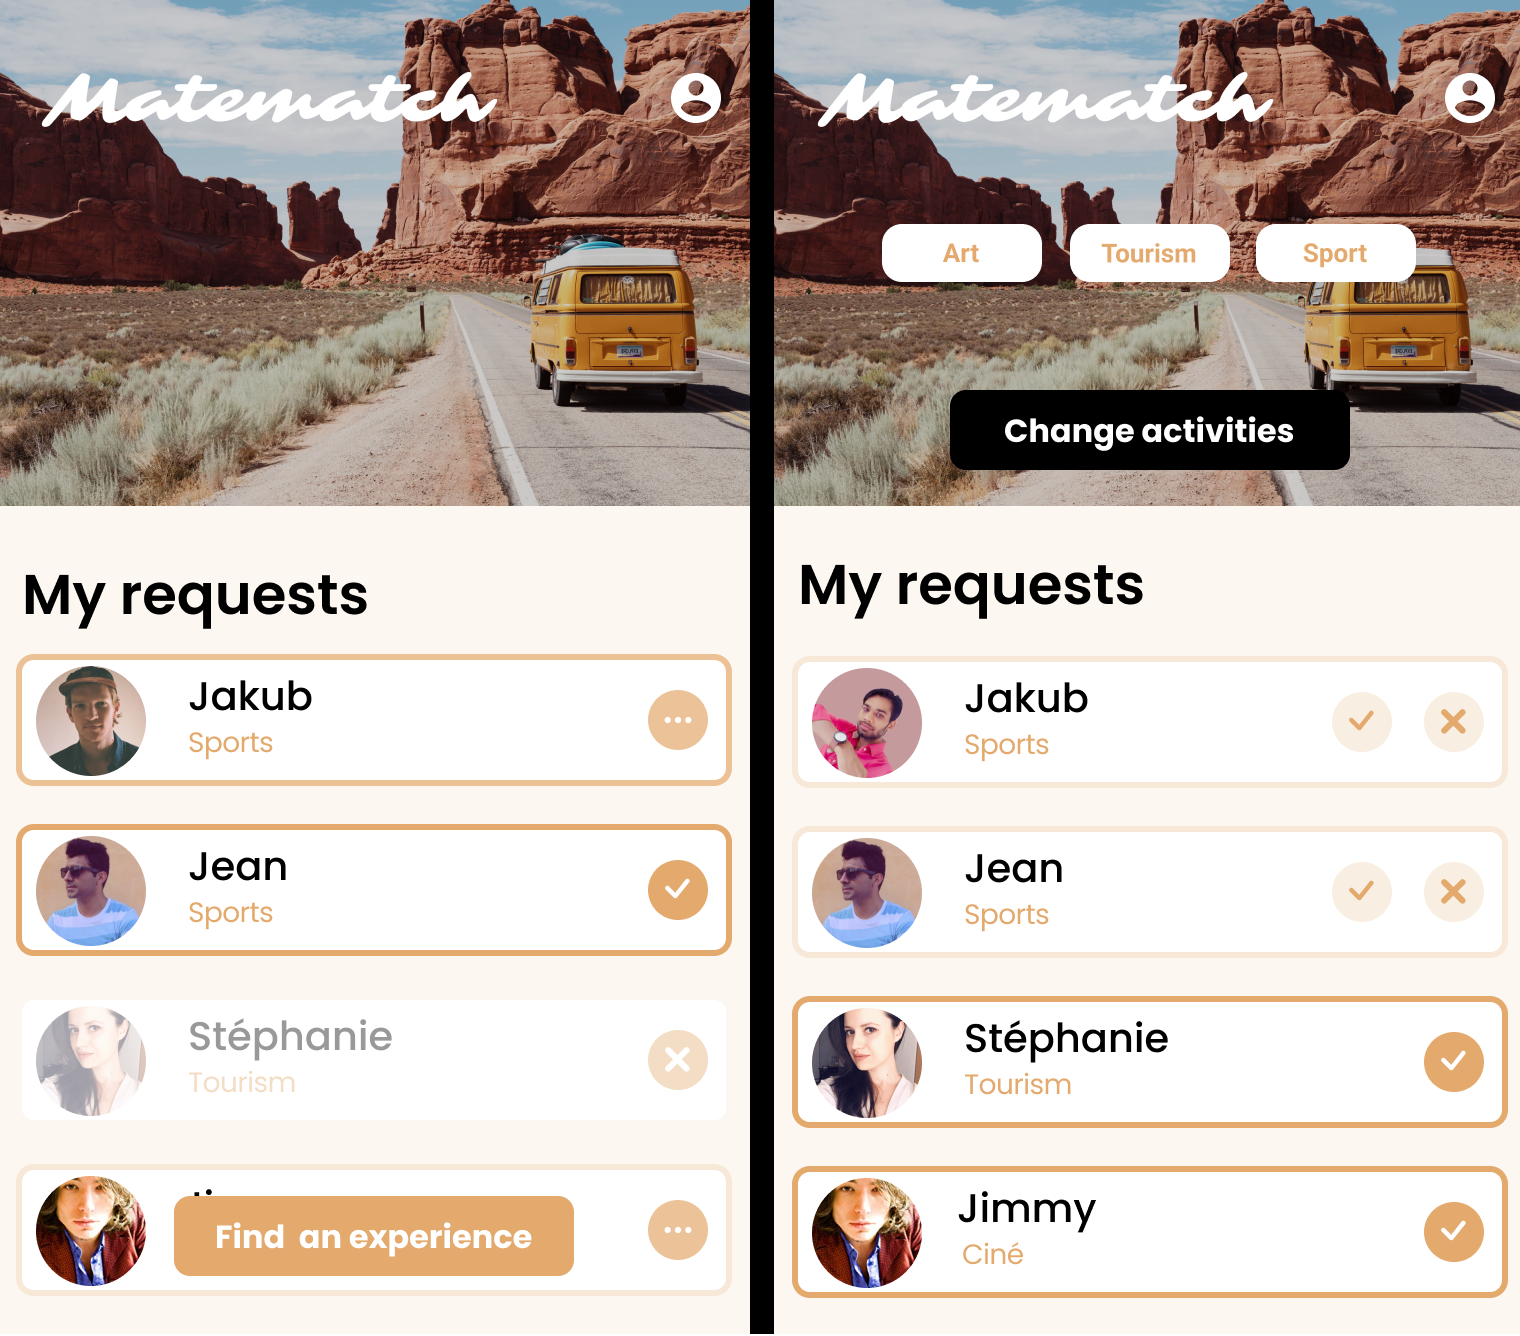 Matematch
My requests
Jakub
Sports
Jean
Sports
Stéphanie
Tourism
Find an experience
Matematch
Art
Tourism
Sport
Change activities
My requests
Jakub
Sports
Jean
Sports
Stéphanie
Tourism
Jimmy
Ciné